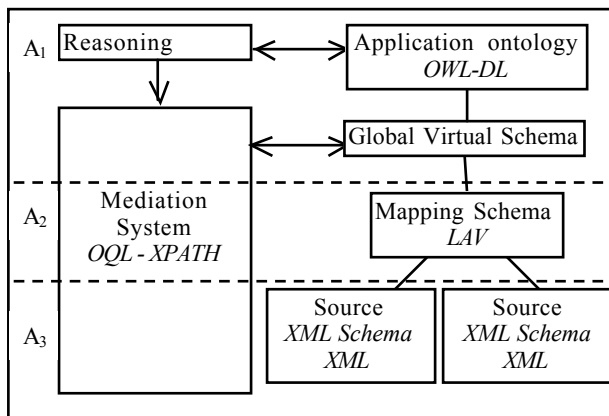 A1
Reasoning
Application ontology
OWL-DL
Global Virtual Schema
A2
Mediation
System
OQL - XPATH
Mapping Schema
LAV
A3
Source
XML Schema
XML
Source
XML Schema
XML